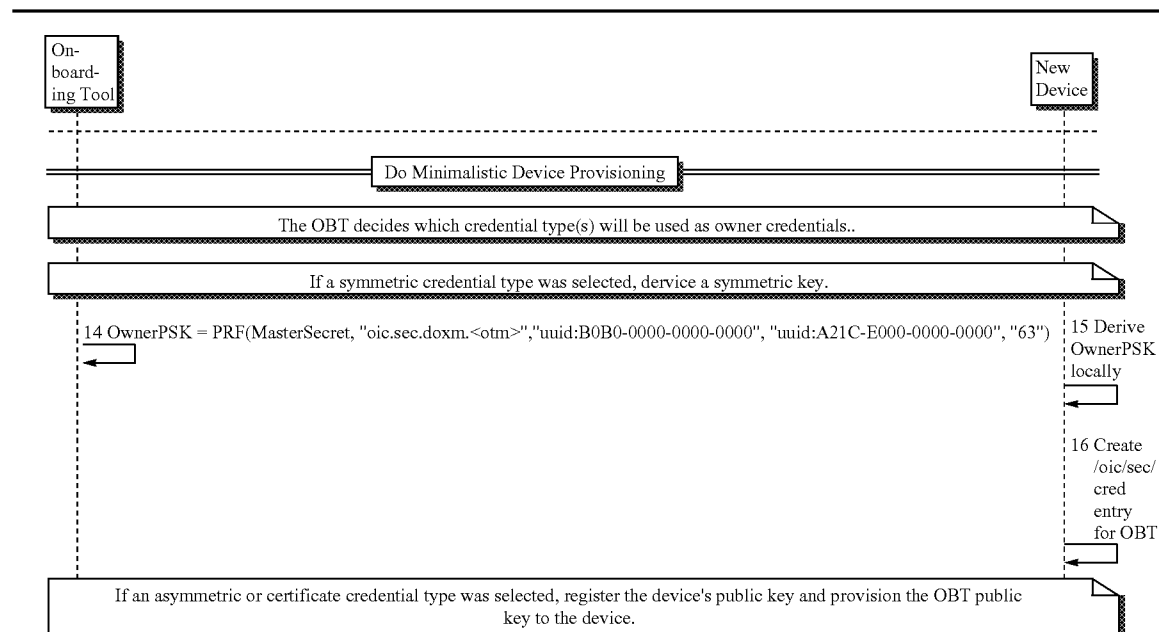 On-
board-
ing Tool
New
Device
Do Minimalistic Device Provisioning
The OBT decides which credential type(s) will be used as owner credentials..
If a symmetric credential type was selected, dervice a symmetric key.
14 OwnerPSK = PRF(MasterSecret, "oic.sec.doxm.<otm>","uuid:B0B0-0000-0000-0000", "uuid:A21C-E000-0000-0000", "63")
15 Derive
OwnerPSK
locally
16 Create
/oic/sec/
cred
entry
for OBT
If an asymmetric or certificate credential type was selected, register the device's public key and provision the OBT public
key to the device.